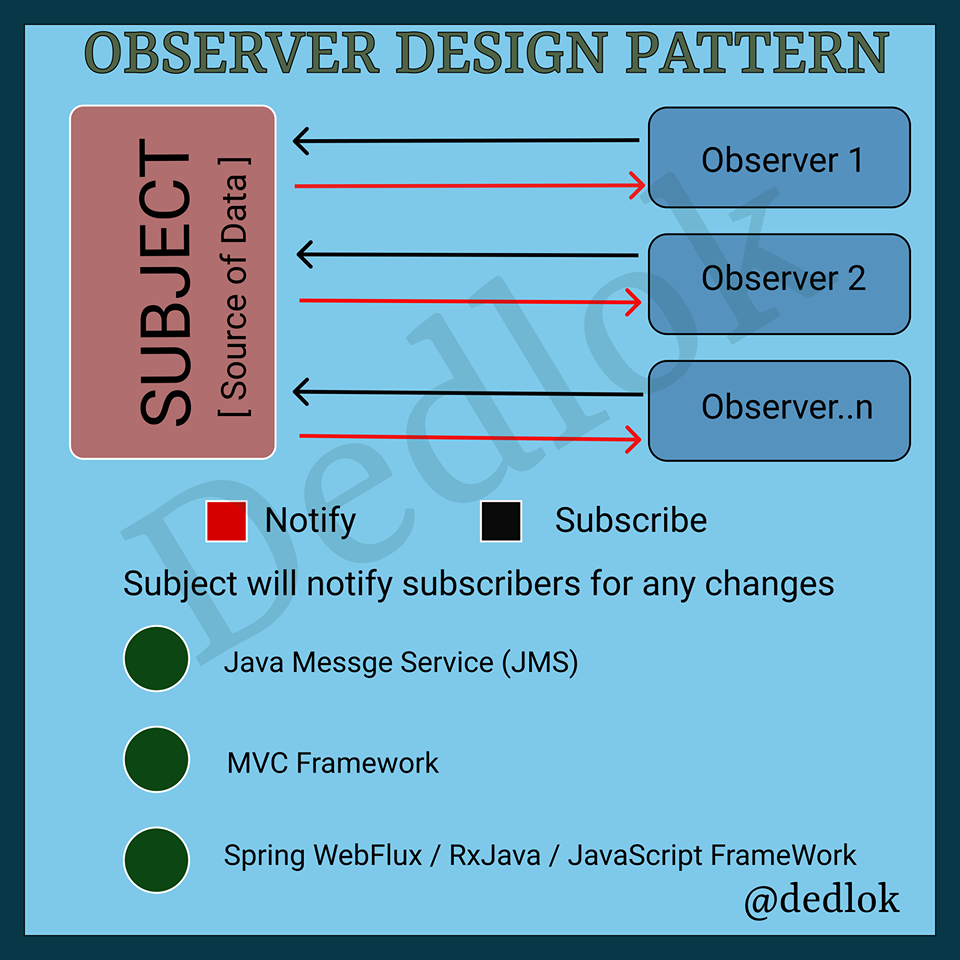 OBSERVER DESIGN PATTERN
SUBJECT
[ Source of Data ]
Observer 1
Observer 2
Observer..n
Dedlok
Notify
Subscribe
Subject will notify subscribers for any changes
Java Messge Service (JMS)
MVC Framework
Spring WebFlux / RxJava / JavaScript FrameWork
@dedlok